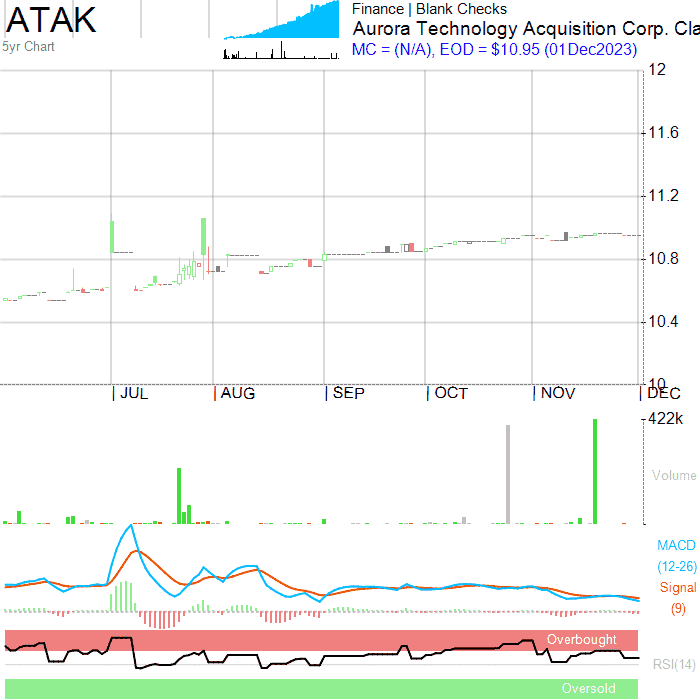 ATAK
5yr Chart
Finance | Blank Checks
Aurora Technology Acquisition Corp. Cla
MC = (N/A), EOD = $10.95 (01Dec2023)
12
11.6
11.2
10.8
10.4
10
| JUL | AUG | SEP | OCT | NOV | DEC
422k
Volume
MACD
(12-26)
Signal
(9)
Overbought
RSI(14)
Oversold